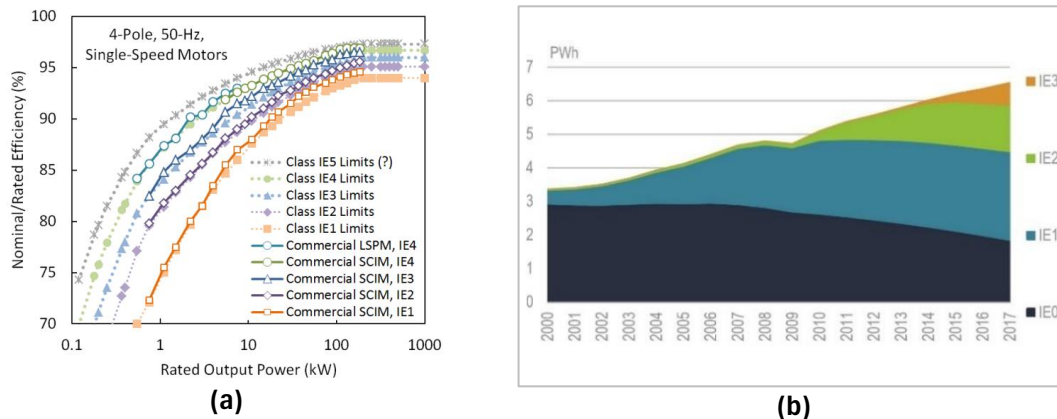 4-Pole, 50-Hz,
Single-Speed Motors
Nominal/Rated Efficiency (%)
100
95
90
85
80
75
70
Class IE5 Limits (?)
Class IE4 Limits
Class IE3 Limits
Class IE2 Limits
Class IE1 Limits
Commercial LSPM, IE4
Commercial SCIM, IE4
Commercial SCIM, IE3
Commercial SCIM, IE2
Commercial SCIM, IE1
0.1 1 10 100 1000
Rated Output Power (kW)
(a)
PWh
7
6
5
4
3
2
1
0
2000 2001 2002 2003 2004 2005 2006 2007 2008 2009 2010 2011 2012 2013 2014 2015 2016 2017
IE3
IE2
IE1
IE0
(b)